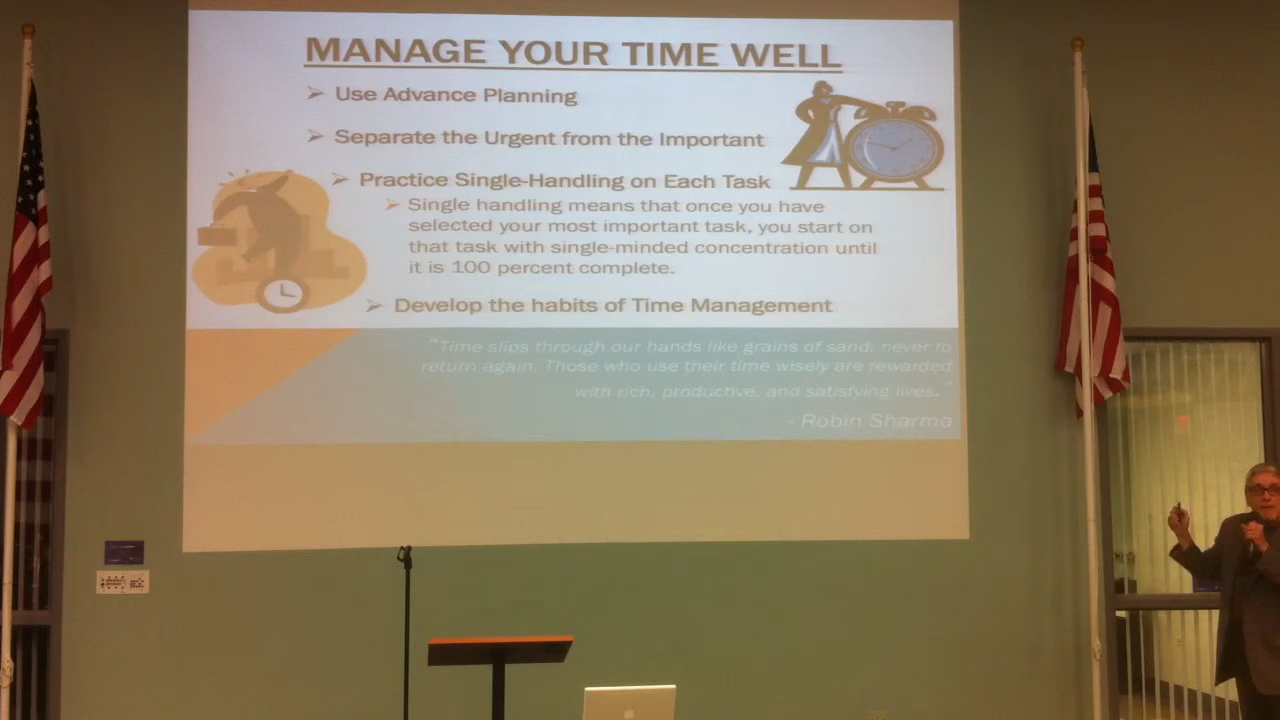 MANAGE YOUR TIME WELL
Use Advance Planning
Separate the Urgent from the Important
Practice Single-Handling on Each Task
Single handling means that once you have
selected your most important task, you start on
that task with single-minded concentration until
it is 100 percent complete.
Develop the habits of Time Management
"Time slips through our hands like grains of sand, never to
return again. Those who use their time wisely are rewarded
with rich, productive, and satisfying lives."
- Robin Sharma